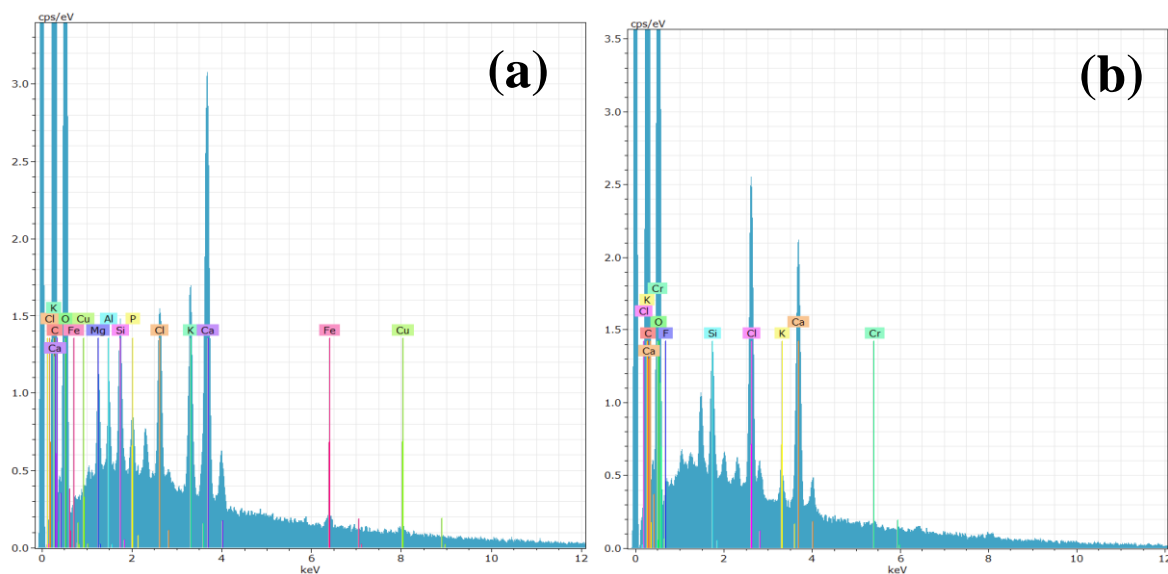 cps/eV
(a)
3.0
2.5
2.0
1.5
1.0
0.5
0.0
K
Cl O Cu Al P
C Fe Mg Si Cl K Ca Fe Cu
Ca
0 2 4 6 8 10 12
keV
cps/eV
(b)
3.5
3.0
2.5
2.0
1.5
1.0
0.5
0.0
Cr
K
Cl
O Ca
C F Si Cl K Cr
Ca
0 2 4 6 8 10 12
keV